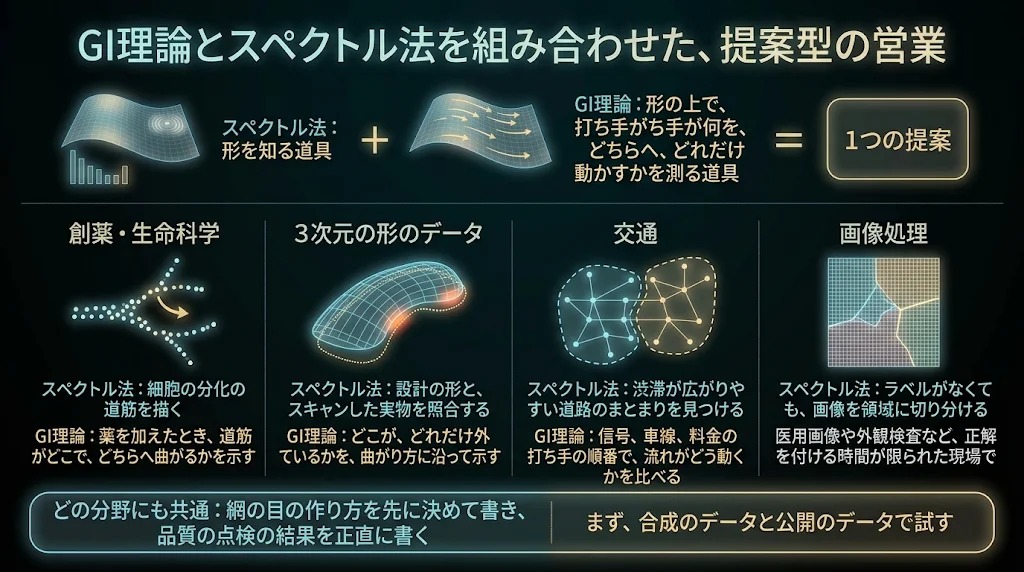 GI理論とスペクトル法を組み合わせた、提案型の営業
スペクトル法：
形を知る道具
+
GI理論：形の上で、
打ち手がち手が何を、
どちらへ、どれだけ
動かすかを測る道具
=
1つの提案
創薬・生命科学
スペクトル法：細胞の分化の
道筋を描く
GI理論：薬を加えたとき、道筋
がどこで、どちらへ曲がるかを示す
3次元の形のデータ
スペクトル法：設計の形と、
スキャンした実物を照合する
GI理論：どこが、どれだけ外
ているかを、曲がり方に沿って示す
交通
スペクトル法：渋滞が広がりや
すい道路のまとまりを見つける
GI理論：信号、車線、料金の
打ち手の順番で、流れがどう動く
かを比べる
画像処理
スペクトル法：ラベルがなくて
も、画像を領域に切り分ける
医用画像や外観検査など、正解
を付ける時間が限られた現場で
どの分野にも共通：網の目の作り方を先に決めて書き、
品質の点検の結果を正直に書く
まず、合成のデータと公開のデータで試す